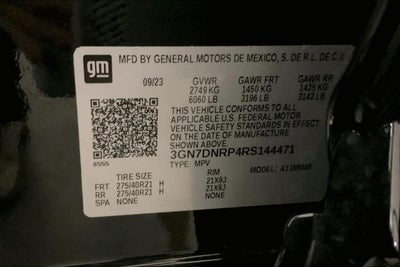 gm
MFD BY GENERAL MOTORS DE MEXICO, S. DE R.L. DE C.V.
09/23 GVWR GAWR FRT GAWR RR
2749 KG 1450 KG 1425 KG
6060 LB 3196 LB 3142 LB
THIS VEHICLE CONFORMS TO ALL
APPLICABLE U.S. FEDERAL MOTOR
VEHICLE SAFETY STANDARDS IN EFFECT
ON THE DATE OF MANUFACTURE
SHOWN ABOVE.
3GN7DNRP4RS144471
TYPE: MPV MODEL:
TIRE SIZE RIM
FRT 275/40R21 H 21X9J
RR 275/40R21 H 21X9J
SPA NONE NONE